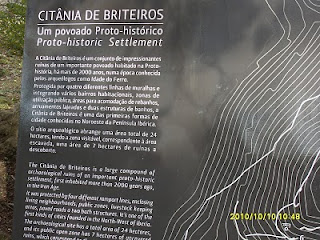 CITÂNIA DE BRITEIROS
Um povoado Proto-histórico
Proto-historic Settlement
A Citânia de Briteiros é um conjunto de impressionantes
ruínas de um importante povoado habitado na Proto-
história, há mais de 2000 anos, numa época conhecida
pelos arqueólogos como Idade do Ferro.
Protegida por quatro diferentes linhas de muralhas e
integrando vários bairros habitacionais, zonas de
utilização pública, áreas para acomodação de rebanhos,
arruamentos lajeados e duas estruturas de banhos, a
Citânia de Briteiros é uma das primeiras formas de
cidade conhecidas no Noroeste da Península Ibérica.
O sítio arqueológico abrange uma área total de 24
hectares, tendo a zona visitável, correspondente à área
escavada, uma área de 7 hectares de ruínas a
descoberto.
The Citânia de Briteiros is a large compound of
archaeological ruins of an important proto-historic
settlement, first inhabited more than 2000 years ago,
in the Iron Age.
It was protected by four different rampart lines, enclosing
living neighbourhoods, public zones, livestock keeping
areas, paved roads and two bath structures. It's one of the
first kinds of cities founded in the North-West of Iberia.
The archaeological site has a total area of 24 hectares,
and its public open zone has 7 hectares of unearthed
ruins, which
2010/10/10 10:48